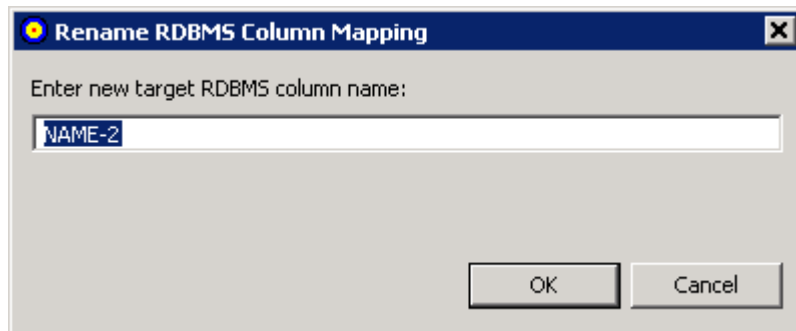 Rename RDBMS Column Mapping
Enter new target RDBMS column name:
NAME-2
OK
Cancel